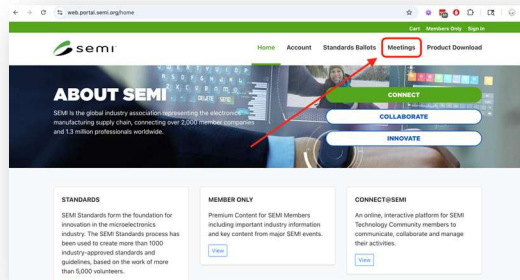 web.portal.semi.org/home
Cart Members Only Sign In
semi
Home Account Standards Ballots Meetings Product Download
ABOUT SEMI
SEMI is the global industry association representing the electronics
manufacturing supply chain, connecting over 2,000 member companies
and 1.3 million professionals worldwide.
CONNECT
COLLABORATE
INNOVATE
STANDARDS
SEMI Standards form the foundation for
innovation in the microelectronics
industry. The SEMI Standards process has
been used to create more than 1000
industry-approved standards and
guidelines, based on the work of more
than 5,000 volunteers.
MEMBER ONLY
Premium Content for SEMI Members
including important industry information
and key content from major SEMI events.
View
CONNECT@SEMI
An online, interactive platform for SEMI
Technology Community members to
communicate, collaborate and manage
their activities.
View